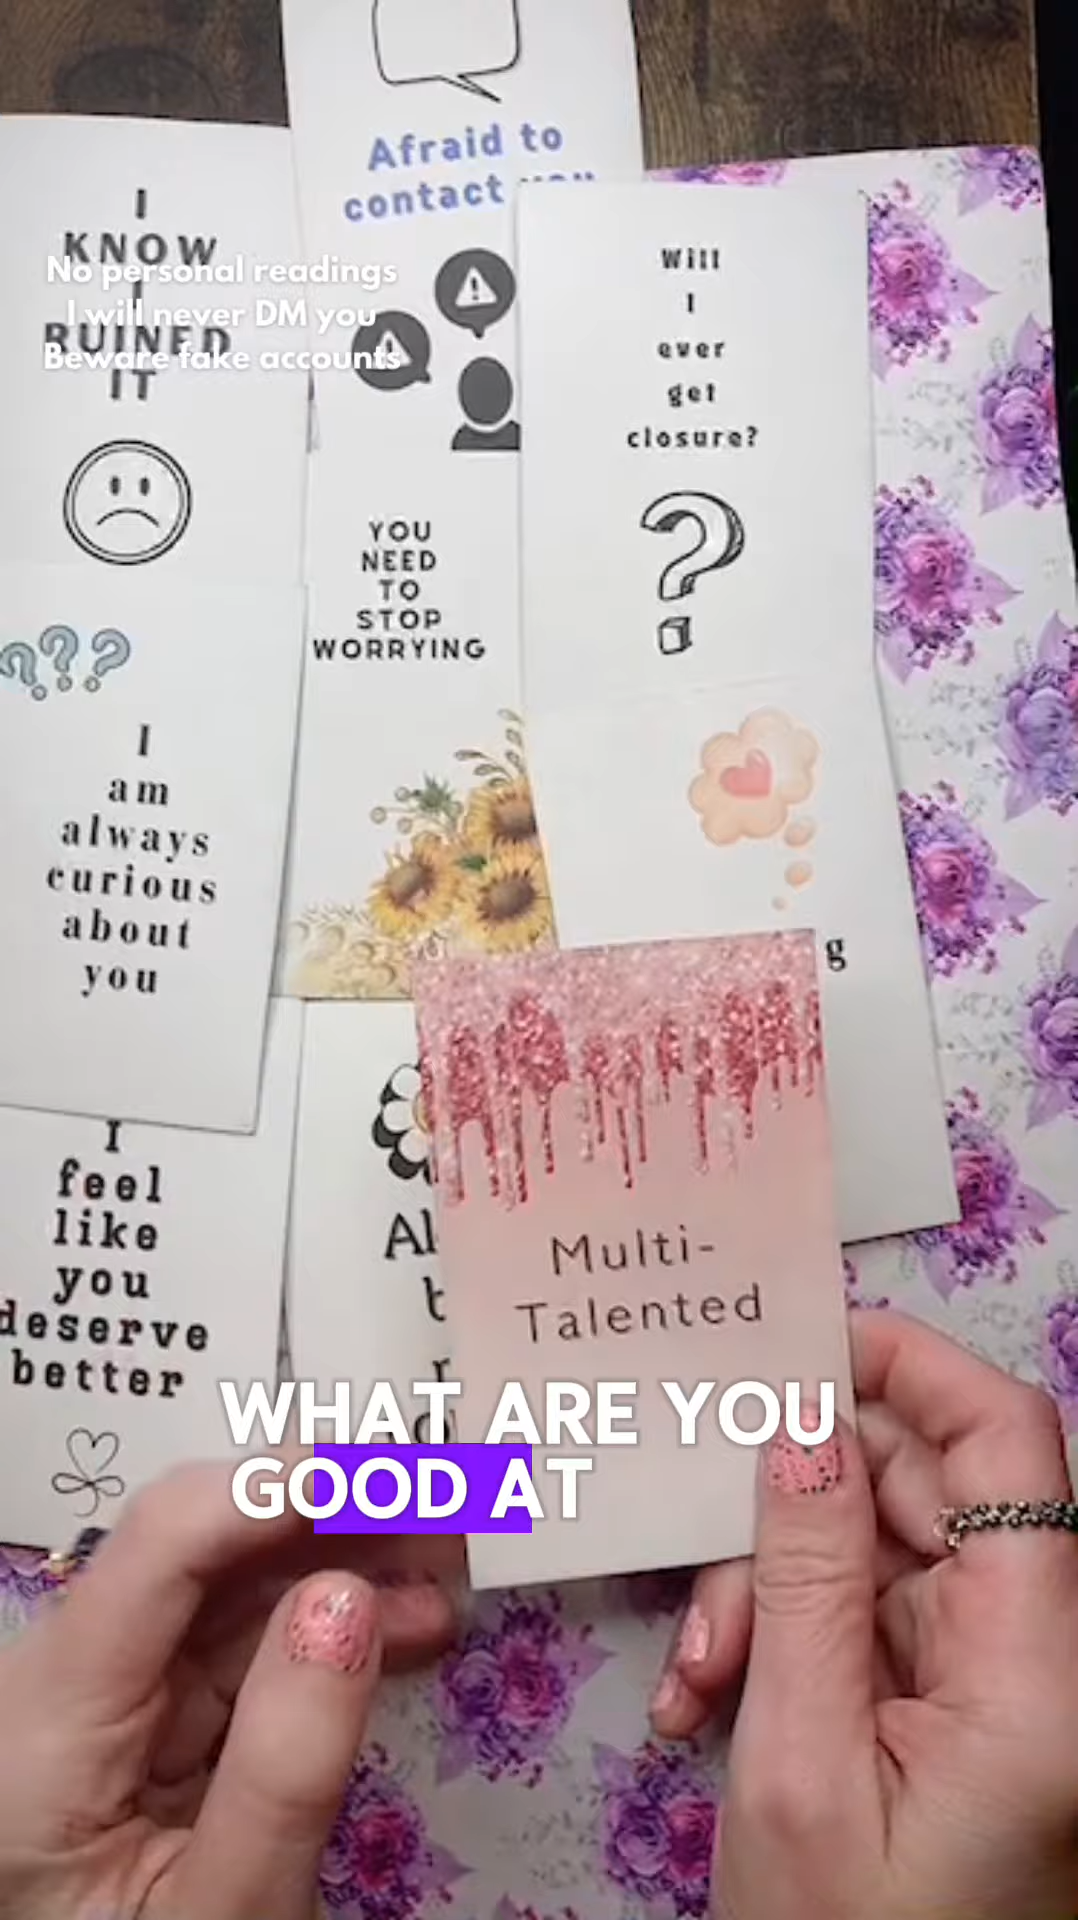 Afraid to
contact you
I
KNOW
I
RUINED
IT
No personal readings
I will never DM you
Beware fake accounts
Will
I
ever
get
closure?
YOU
NEED
TO
STOP
WORRYING
???
I
am
always
curious
about
you
g
I
feel
like
you
deserve
better
Al
b
r
Multi-
Talented
WHAT ARE YOU
GOOD AT